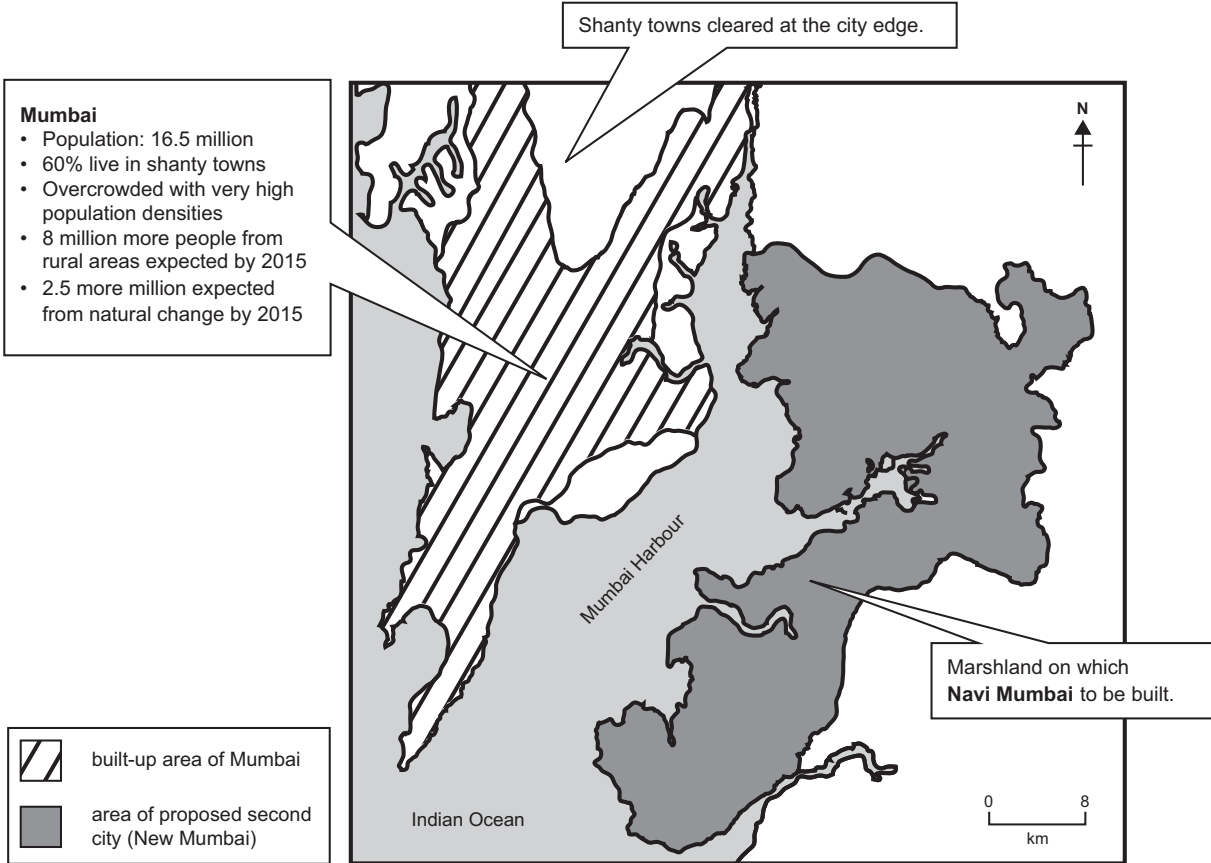 Shanty towns cleared at the city edge.
Mumbai
• Population: 16.5 million
• 60% live in shanty towns
• Overcrowded with very high
population densities
• 8 million more people from
rural areas expected by 2015
• 2.5 more million expected
from natural change by 2015
N
Mumbai Harbour
Marshland on which
Navi Mumbai to be built.
built-up area of Mumbai
area of proposed second
city (New Mumbai)
Indian Ocean
0 8
km